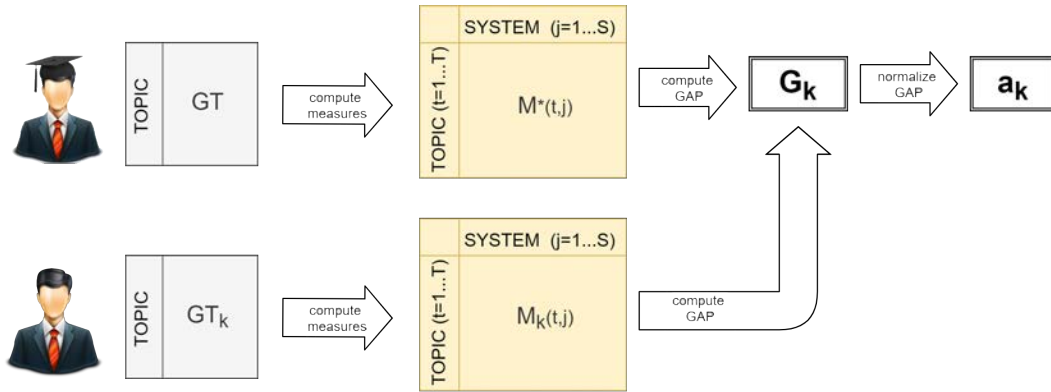 TOPIC
GT
compute
measures
SYSTEM (j=1...S)
TOPIC (t=1...T)
M*(t,j)
compute
GAP
Gk
normalize
GAP
ak
TOPIC
GTk
compute
measures
SYSTEM (j=1...S)
TOPIC (t=1...T)
Mk(t,j)
compute
GAP